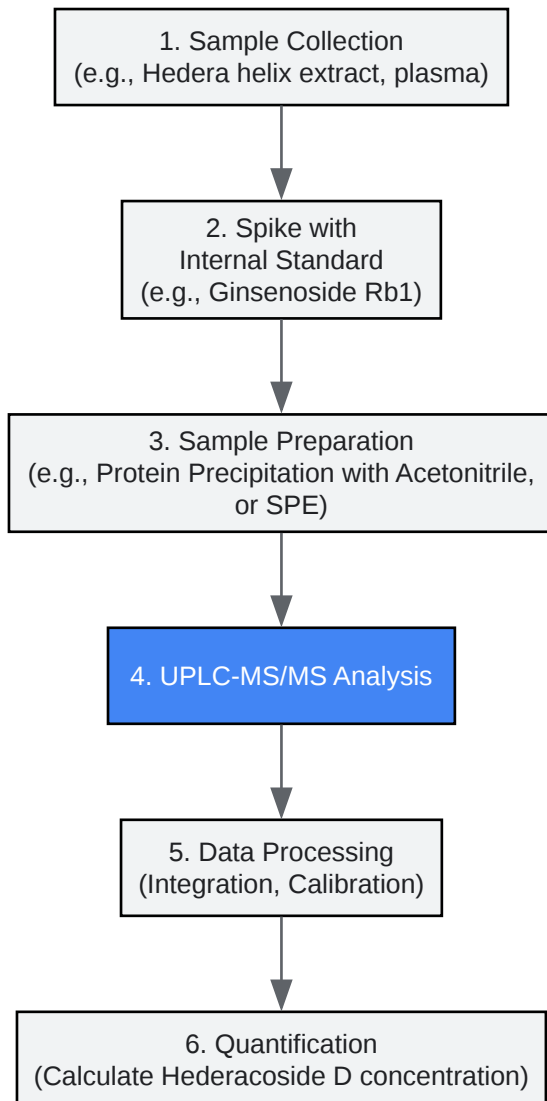 1. Sample Collection
(e.g., Hedera helix extract, plasma)
2. Spike with
Internal Standard
(e.g., Ginsenoside Rb1)
3. Sample Preparation
(e.g., Protein Precipitation with Acetonitrile,
or SPE)
4. UPLC-MS/MS Analysis
5. Data Processing
(Integration, Calibration)
6. Quantification
(Calculate Hederacoside D concentration)